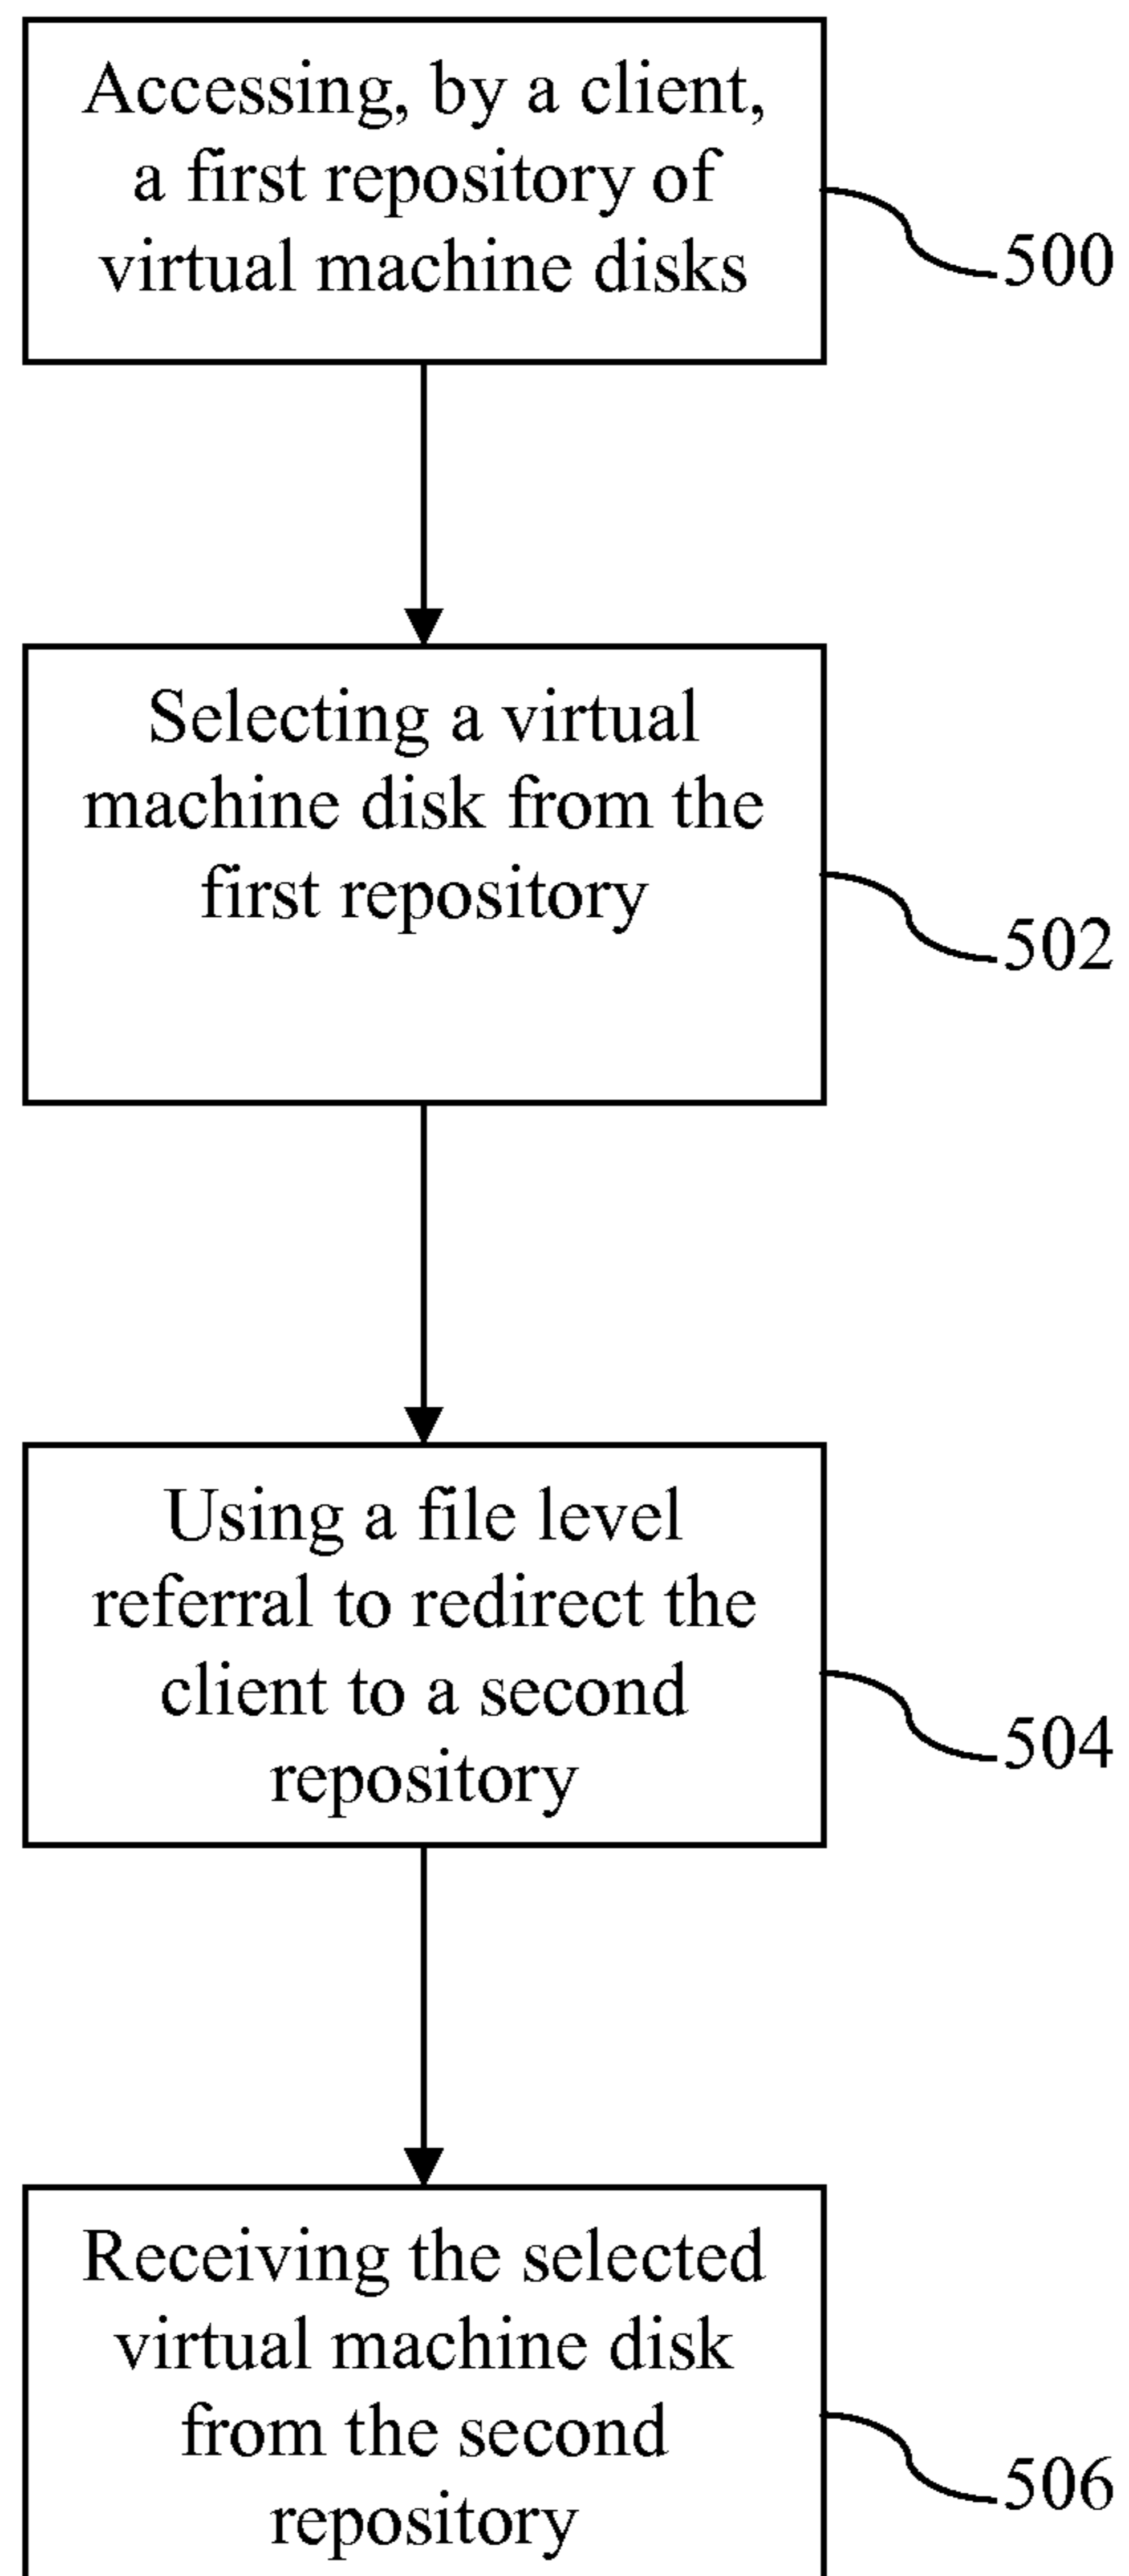 Accessing, by a client,
a first repository of
virtual machine disks
500
Selecting a virtual
machine disk from the
first repository
502
Using a file level
referral to redirect the
client to a second
repository
504
Receiving the selected
virtual machine disk
from the second
repository
506